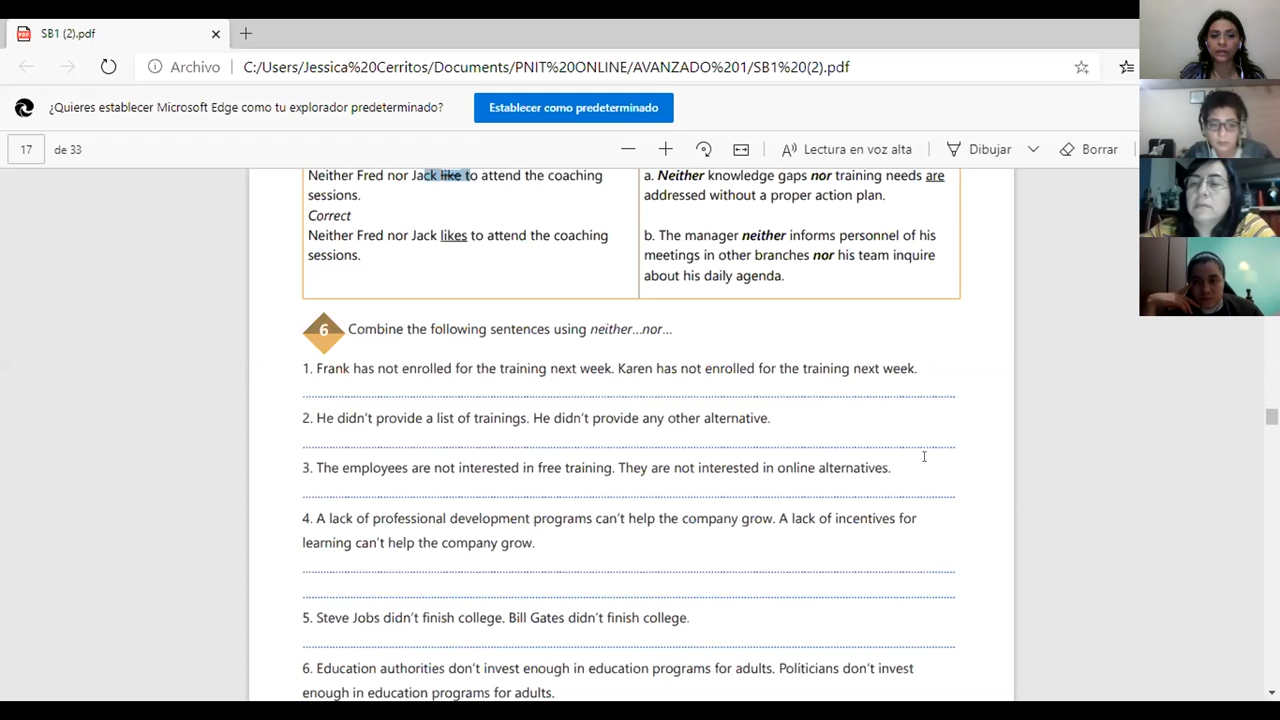 SB1 (2).pdf
Archivo C:/Users/Jessica%20Cerritos/Documents/PNIT%20ONLINE/AVANZADO%201/SB1%20(2).pdf
¿Quieres establecer Microsoft Edge como tu explorador predeterminado? Establecer como predeterminado
17 de 33 Lectura en voz alta Dibujar Borrar
Neither Fred nor Jack like to attend the coaching
sessions.
Correct
Neither Fred nor Jack likes to attend the coaching
sessions.
a. Neither knowledge gaps nor training needs are
addressed without a proper action plan.
b. The manager neither informs personnel of his
meetings in other branches nor his team inquire
about his daily agenda.
6 Combine the following sentences using neither…nor…
1. Frank has not enrolled for the training next week. Karen has not enrolled for the training next week.
2. He didn't provide a list of trainings. He didn't provide any other alternative.
3. The employees are not interested in free training. They are not interested in online alternatives.
4. A lack of professional development programs can't help the company grow. A lack of incentives for
learning can't help the company grow.
5. Steve Jobs didn't finish college. Bill Gates didn't finish college.
6. Education authorities don't invest enough in education programs for adults. Politicians don't invest
enough in education programs for adults.